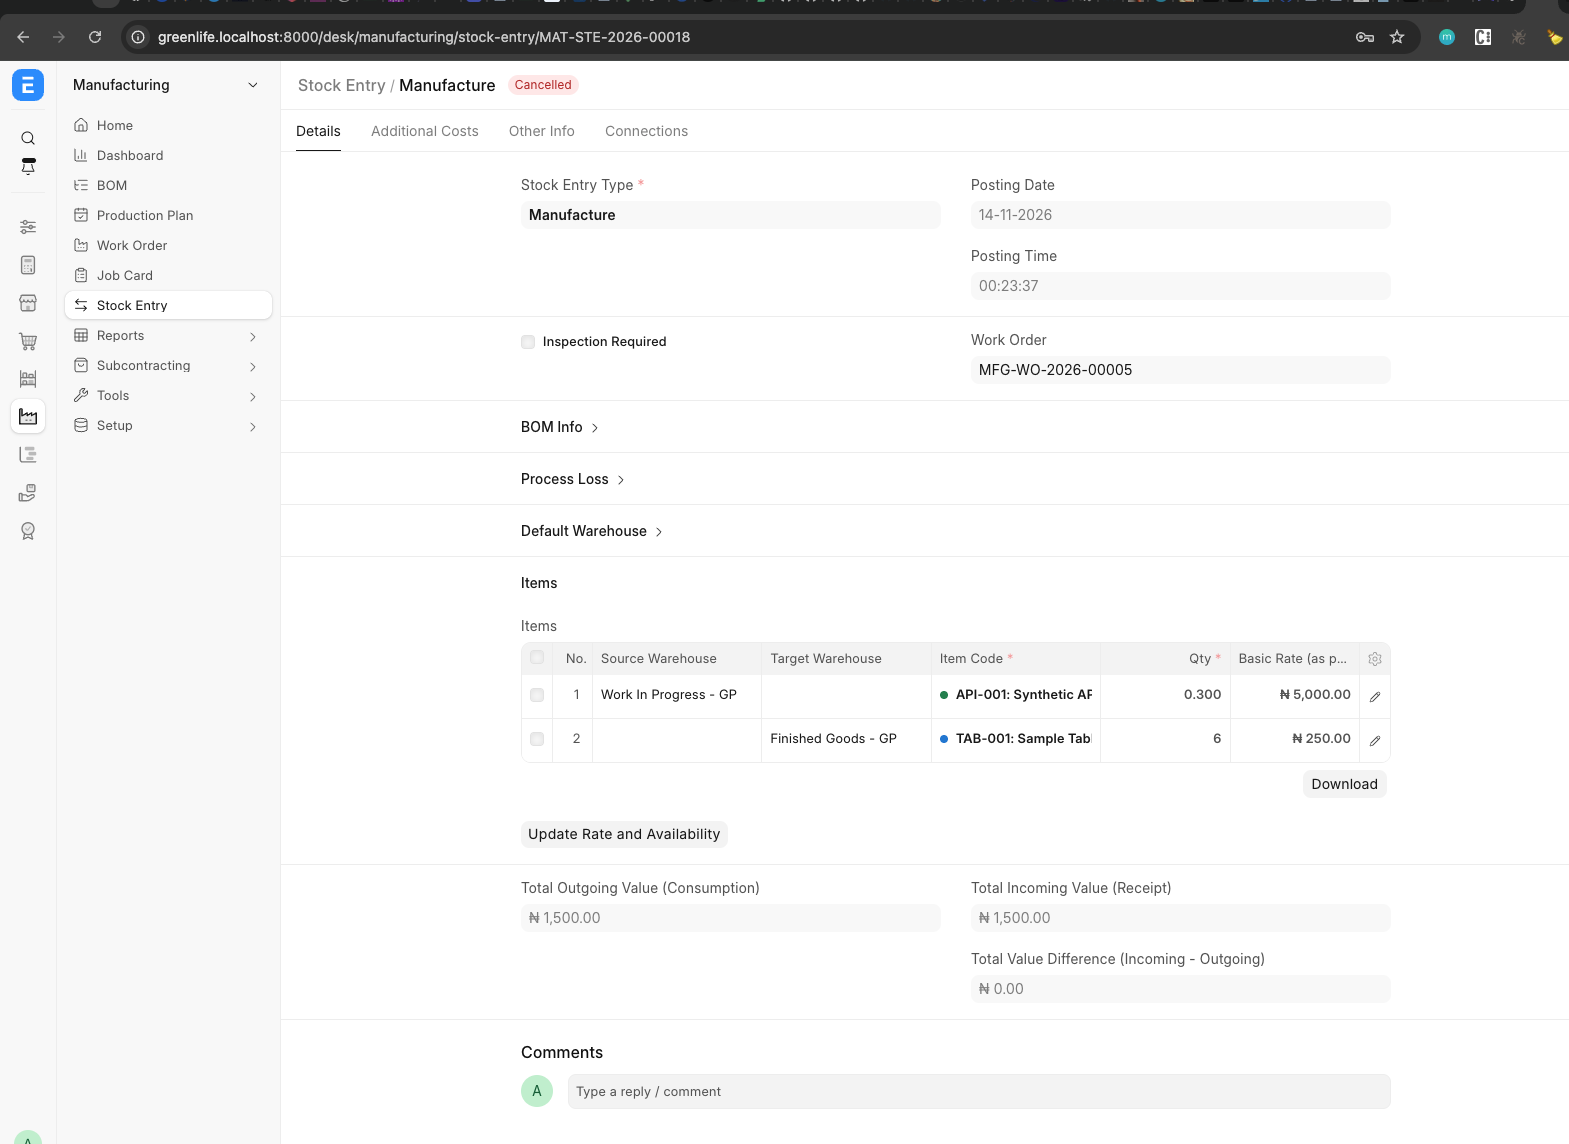 greenlife.localhost:8000/desk/manufacturing/stock-entry/MAT-STE-2026-00018
Manufacturing
Home
Dashboard
BOM
Production Plan
Work Order
Job Card
Stock Entry
Reports
Subcontracting
Tools
Setup
Stock Entry / Manufacture Cancelled
Details Additional Costs Other Info Connections
Stock Entry Type *
Manufacture
Posting Date
14-11-2026
Posting Time
00:23:37
Inspection Required
Work Order
MFG-WO-2026-00005
BOM Info
Process Loss
Default Warehouse
Items
Items
No. Source Warehouse Target Warehouse Item Code * Qty * Basic Rate (as p...
1 Work In Progress - GP API-001: Synthetic AP 0.300 ₦ 5,000.00
2 Finished Goods - GP TAB-001: Sample Tab 6 ₦ 250.00
Download
Update Rate and Availability
Total Outgoing Value (Consumption)
₦ 1,500.00
Total Incoming Value (Receipt)
₦ 1,500.00
Total Value Difference (Incoming - Outgoing)
₦ 0.00
Comments
A Type a reply / comment
A